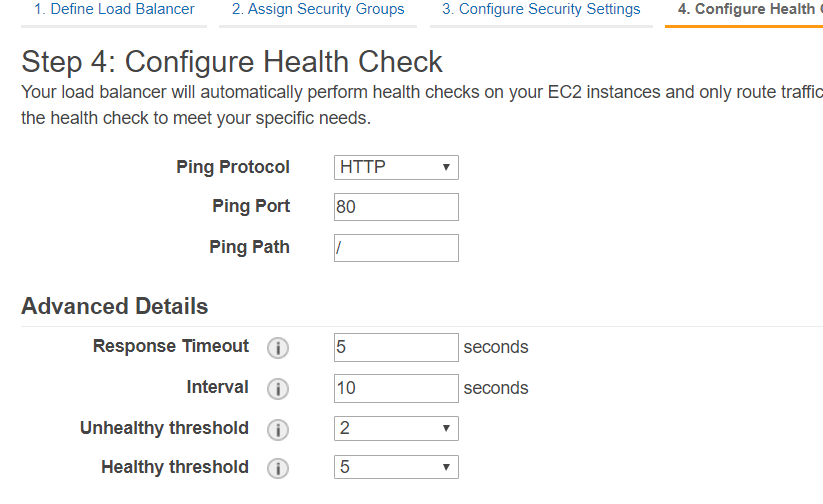 1. Define Load Balancer 2. Assign Security Groups 3. Configure Security Settings 4. Configure Health
Step 4: Configure Health Check
Your load balancer will automatically perform health checks on your EC2 instances and only route traffic
the health check to meet your specific needs.
Ping Protocol HTTP
Ping Port 80
Ping Path /
Advanced Details
Response Timeout i 5 seconds
Interval i 10 seconds
Unhealthy threshold i 2
Healthy threshold i 5